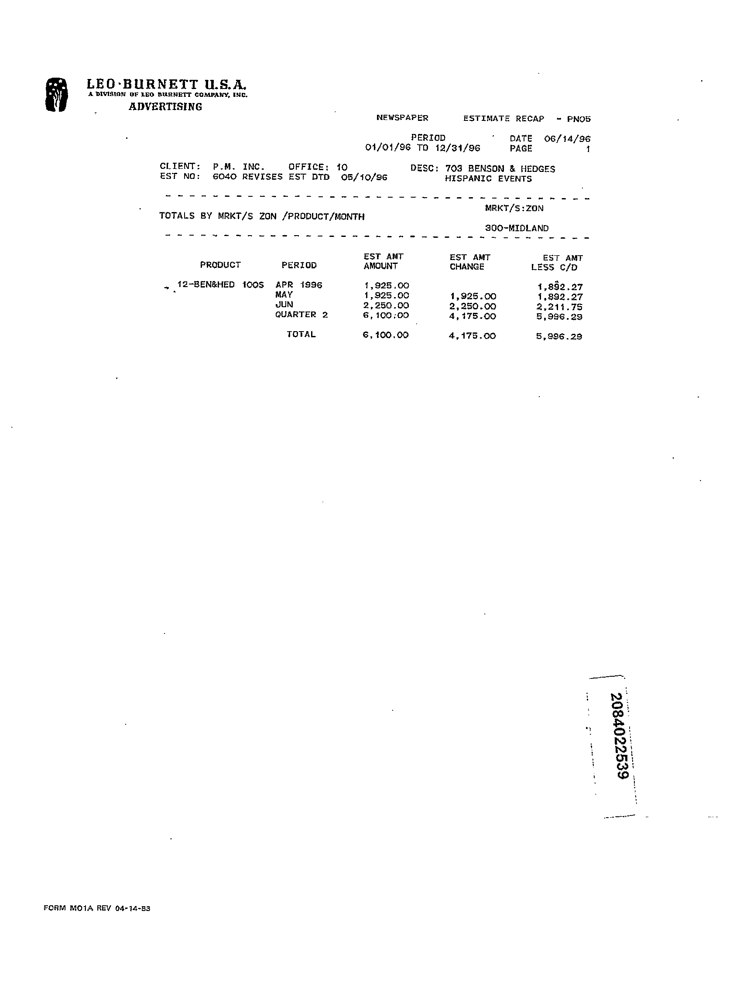 LEO·BURNETT U.S.A.
A DIVISION OF LEO BURNETT COMPANY, INC.
ADVERTISING
NEWSPAPER ESTIMATE RECAP - PN05
PERIOD DATE 06/14/96
01/01/96 TO 12/31/96 PAGE 1
CLIENT: P.M. INC. OFFICE: 10 DESC: 703 BENSON & HEDGES
EST NO: 6040 REVISES EST DTD 05/10/96 HISPANIC EVENTS
MRKT/S:ZON
TOTALS BY MRKT/S ZON /PRODUCT/MONTH
300-MIDLAND
EST AMT EST AMT EST AMT
PRODUCT PERIOD AMOUNT CHANGE LESS C/D
12-BEN&HED 100S APR 1996 1,925.00 1,892.27
MAY 1,925.00 1,925.00 1,892.27
JUN 2,250.00 2,250.00 2,211.75
QUARTER 2 6,100.00 4,175.00 5,996.29
TOTAL 6,100.00 4,175.00 5,996.29
2084022539
FORM MO1A REV 04-14-83